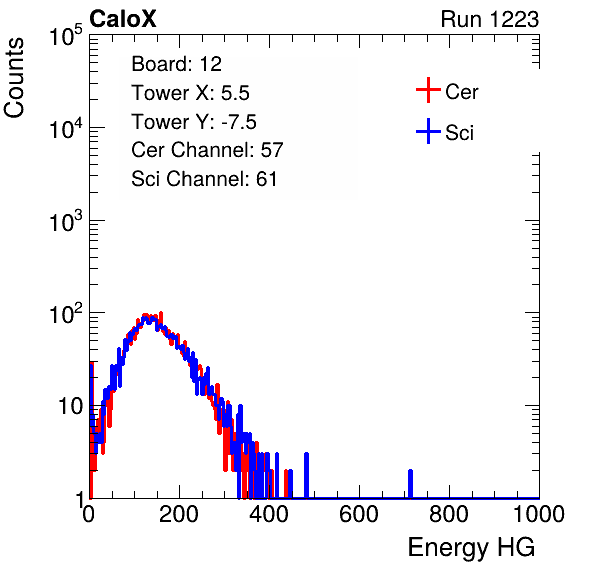 CaloX Run 1223
Counts
10^5
10^4
10^3
10^2
10
1
Board: 12
Tower X: 5.5
Tower Y: -7.5
Cer Channel: 57
Sci Channel: 61
Cer
Sci
0 200 400 600 800 1000
Energy HG